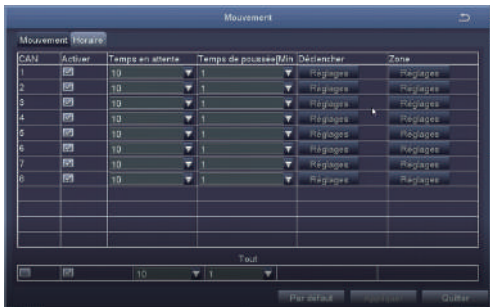 Mouvement
Mouvement Horaire
CAN Activer Temps en attente Temps de poussée[Min Déclencher Zone
1 10 1 Réglages Réglages
2 10 1 Réglages Réglages
3 10 1 Réglages Réglages
4 10 1 Réglages Réglages
5 10 1 Réglages Réglages
6 10 1 Réglages Réglages
7 10 1 Réglages Réglages
8 10 1 Réglages Réglages
Tout
10 1
Par defaut Quitter